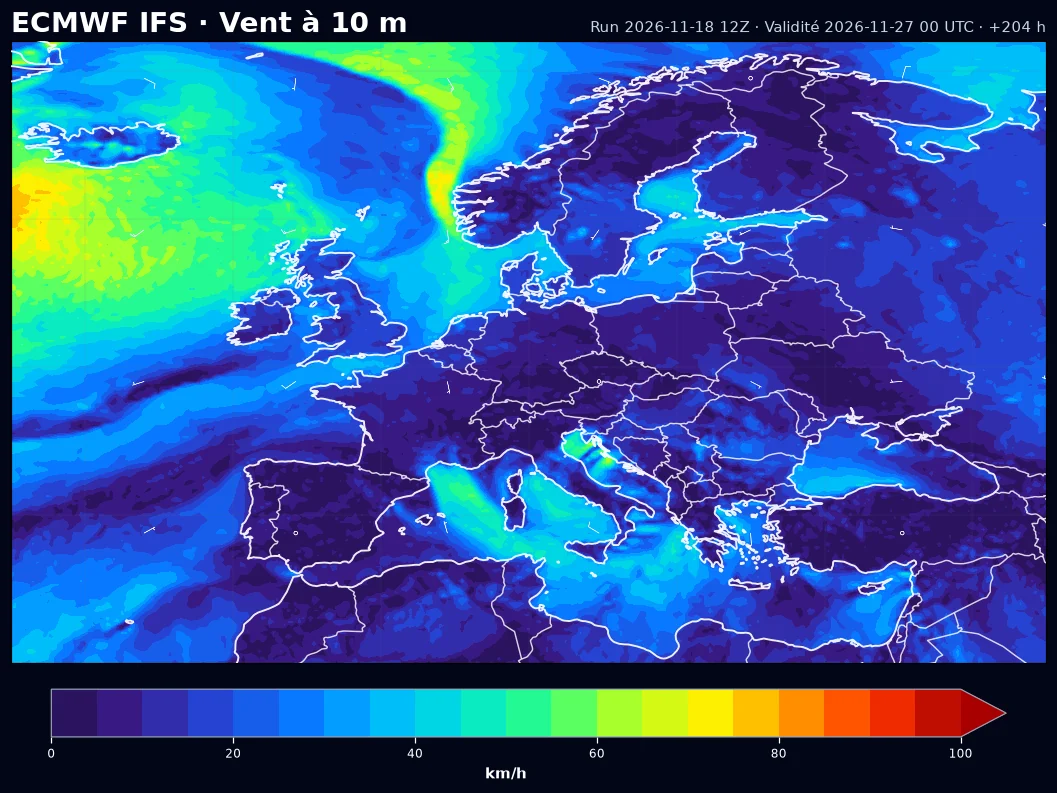 ECMWF IFS · Vent à 10 m
Run 2026-11-18 12Z · Validité 2026-11-27 00 UTC · +204 h
0 20 40 60 80 100
km/h